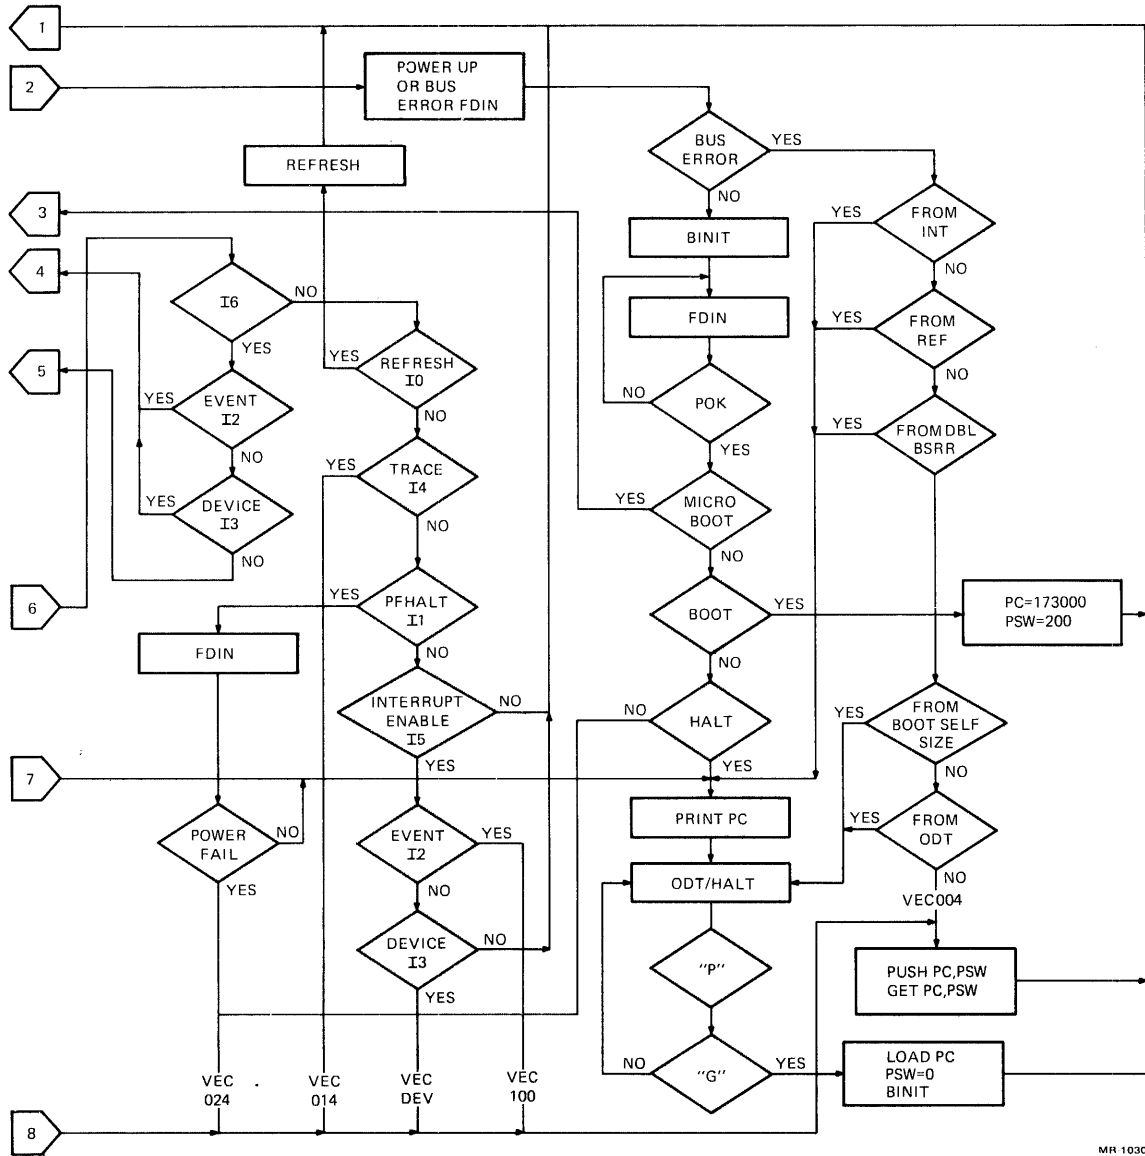 1
2
POWER UP
OR BUS
ERROR FDIN
BUS
ERROR
YES
NO
REFRESH
3
YES
FROM
INT
NO
BINIT
4
I6
NO
YES
FDIN
YES
FROM
REF
NO
5
YES
REFRESH
I0
NO
EVENT
I2
YES
NO
NO
POK
YES
YES
FROM DBL
BSRR
YES
TRACE
I4
NO
YES
DEVICE
I3
NO
YES
MICRO
BOOT
NO
6
YES
PFHALT
I1
NO
BOOT
YES
NO
PC=173000
PSW=200
FDIN
INTERRUPT
ENABLE
I5
NO
YES
NO
HALT
YES
YES
FROM
BOOT SELF
SIZE
NO
7
PRINT PC
POWER
FAIL
NO
YES
EVENT
I2
YES
NO
YES
FROM
ODT
NO
VEC004
ODT/HALT
DEVICE
I3
NO
YES
"P"
PUSH PC,PSW
GET PC,PSW
NO
"G"
YES
LOAD PC
PSW=0
BINIT
VEC
024
VEC
014
VEC
DEV
VEC
100
8
MR-1030